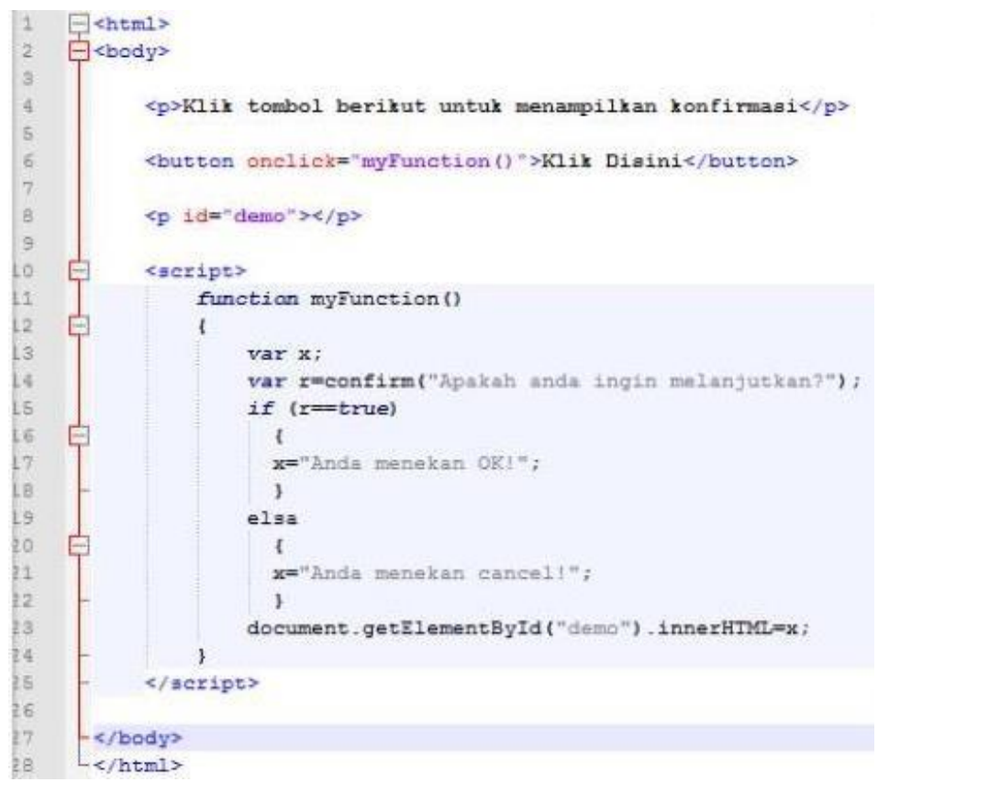 1 <html>
2 <body>
3
4 <p>Klik tombol berikut untuk menampilkan konfirmasi</p>
5
6 <button onclick="myFunction()">Klik Disini</button>
7
8 <p id="demo"></p>
9
10 <script>
11 function myFunction()
12 {
13 var x;
14 var r=confirm("Apakah anda ingin melanjutkan?");
15 if (r==true)
16 {
17 x="Anda menekan OK!";
18 }
19 elsa
20 {
21 x="Anda menekan cancel!";
22 }
23 document.getElementById("demo").innerHTML=x;
24 }
25 </script>
26
27 </body>
28 </html>